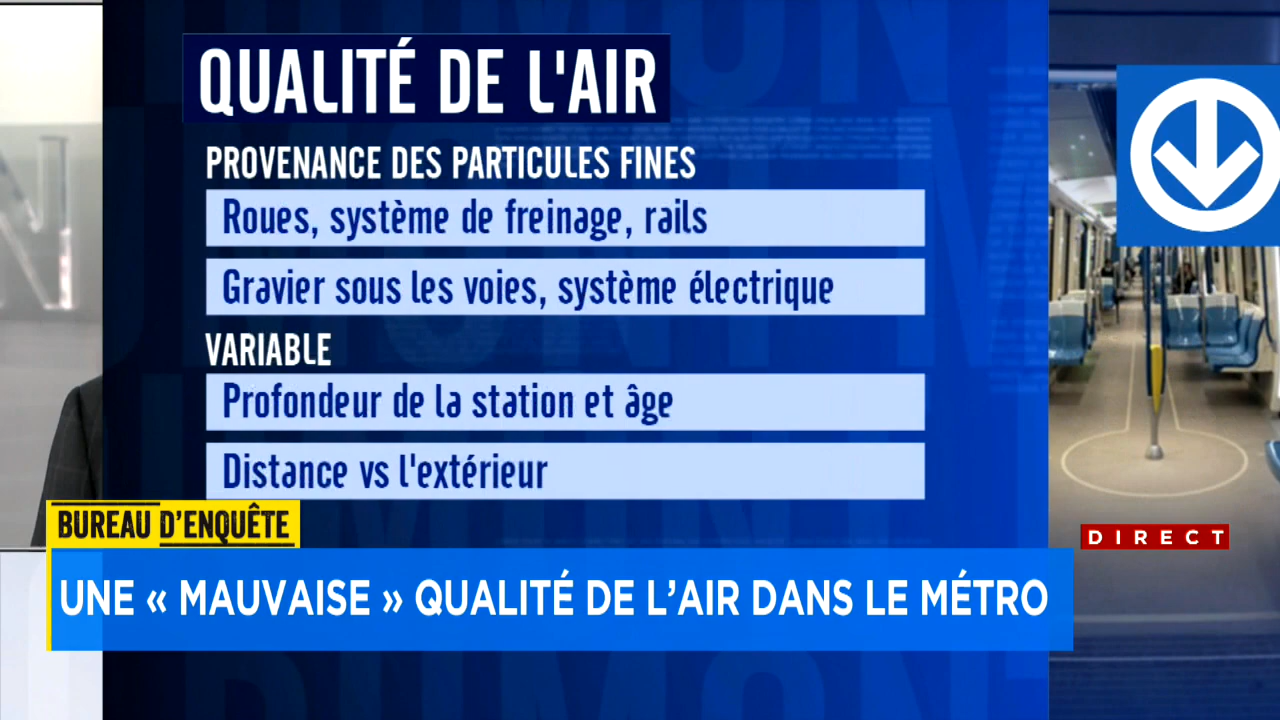 QUALITÉ DE L'AIR
PROVENANCE DES PARTICULES FINES
Roues, système de freinage, rails
Gravier sous les voies, système électrique
VARIABLE
Profondeur de la station et âge
Distance vs l'extérieur
BUREAU D'ENQUÊTE
DIRECT
UNE « MAUVAISE » QUALITÉ DE L’AIR DANS LE MÉTRO